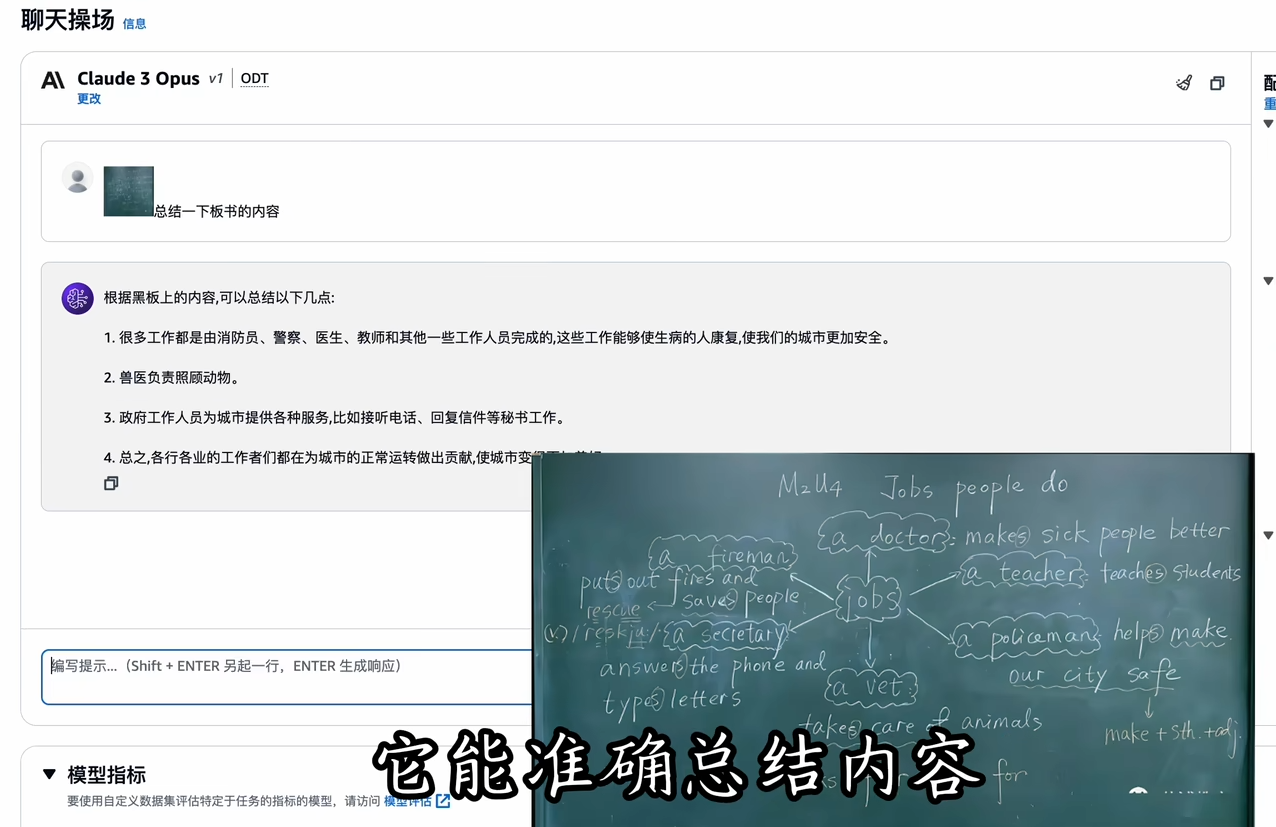 聊天操场 信息
Claude 3 Opus v1 ODT
更改
总结一下板书的内容
根据黑板上的内容,可以总结以下几点:
1. 很多工作都是由消防员、警察、医生、教师和其他一些工作人员完成的,这些工作能够使生病的人康复,使我们的城市更加安全。
2. 兽医负责照顾动物。
3. 政府工作人员为城市提供各种服务,比如接听电话、回复信件等秘书工作。
4. 总之,各行各业的工作者们都在为城市的正常运转做出贡献,使城市变得
编写提示...（Shift + ENTER 另起一行，ENTER 生成响应）
模型指标
要使用自定义数据集评估特定于任务的指标的模型，请访问 模型评估
配
重
M2U4 Jobs people do
a doctor: makes sick people better
a fireman
puts out fires and
saves people
rescue
(v.) /reskju:/
jobs
a teacher: teaches students
a secretary
answers the phone and
types letters
a policeman: helps make
our city safe
make + sth. + adj.
a vet:
takes care of animals
for
它能准确总结内容